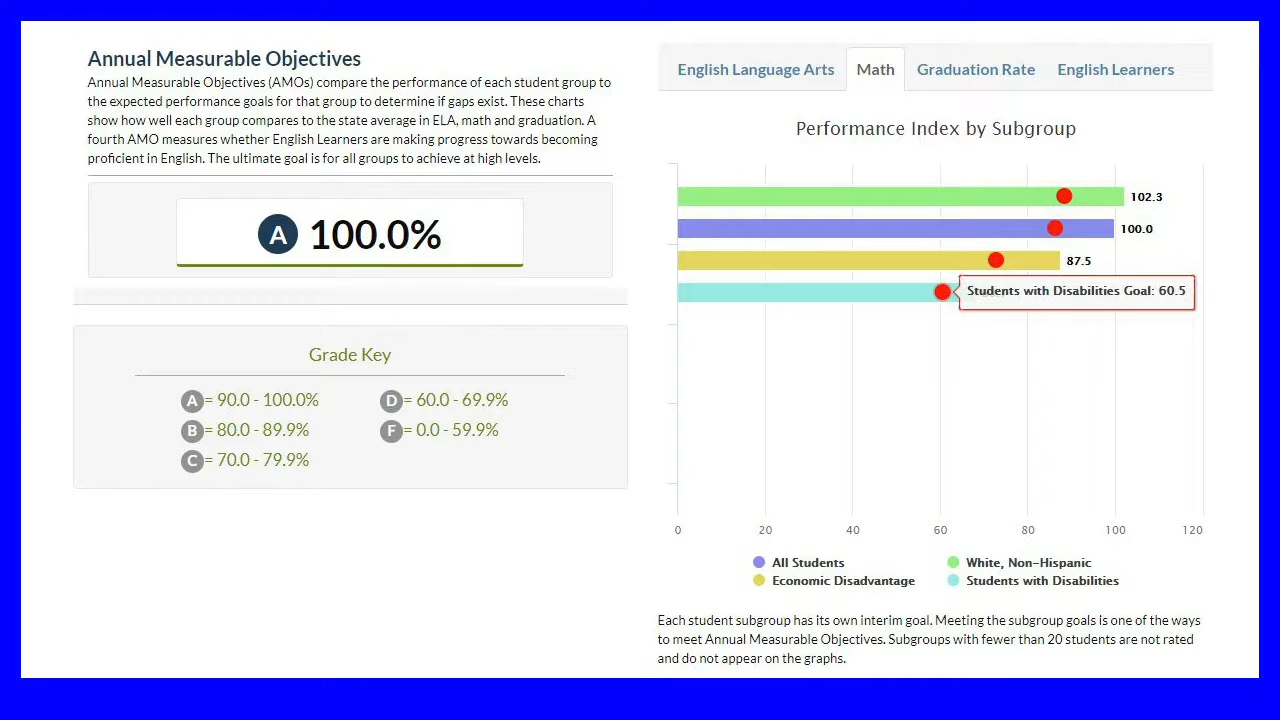 Annual Measurable Objectives
Annual Measurable Objectives (AMOs) compare the performance of each student group to
the expected performance goals for that group to determine if gaps exist. These charts
show how well each group compares to the state average in ELA, math and graduation. A
fourth AMO measures whether English Learners are making progress towards becoming
proficient in English. The ultimate goal is for all groups to achieve at high levels.
A 100.0%
Grade Key
A = 90.0 - 100.0%
B = 80.0 - 89.9%
C = 70.0 - 79.9%
D = 60.0 - 69.9%
F = 0.0 - 59.9%
English Language Arts Math Graduation Rate English Learners
Performance Index by Subgroup
102.3
100.0
87.5
Students with Disabilities Goal: 60.5
0 20 40 60 80 100 120
All Students White, Non-Hispanic
Economic Disadvantage Students with Disabilities
Each student subgroup has its own interim goal. Meeting the subgroup goals is one of the ways
to meet Annual Measurable Objectives. Subgroups with fewer than 20 students are not rated
and do not appear on the graphs.